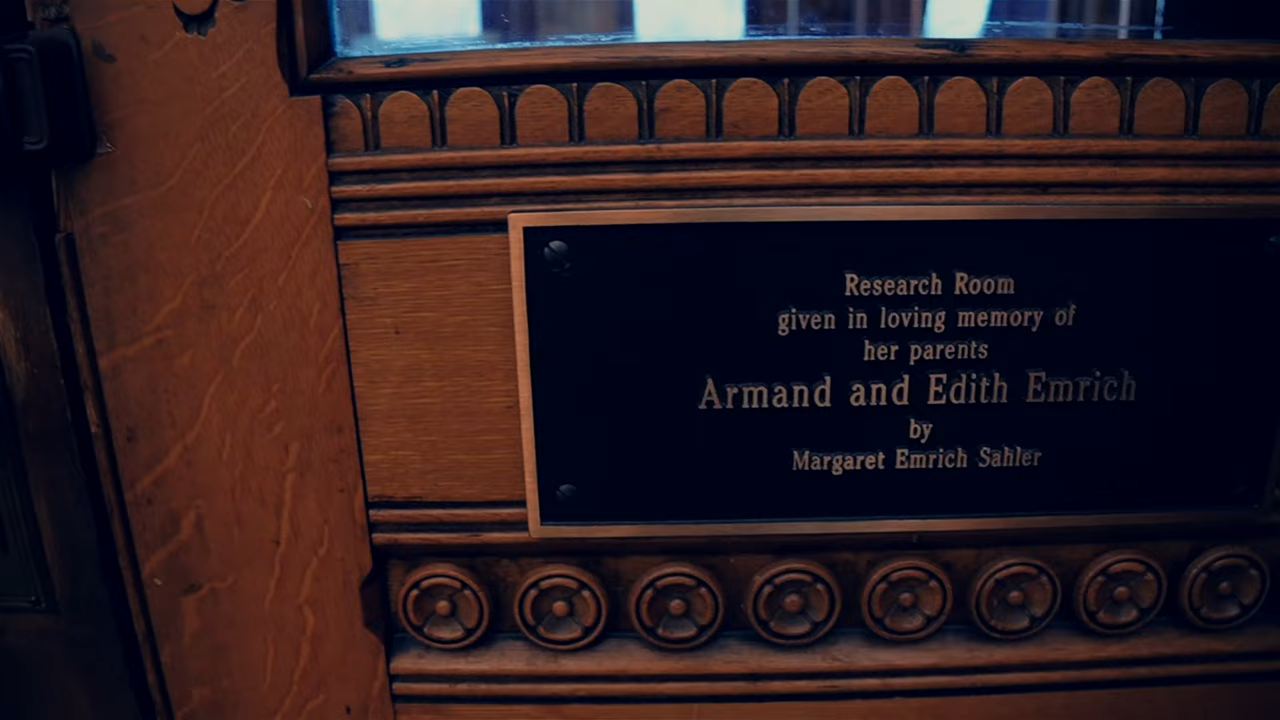 Research Room
given in loving memory of
her parents
Armand and Edith Emrich
by
Margaret Emrich Sahler